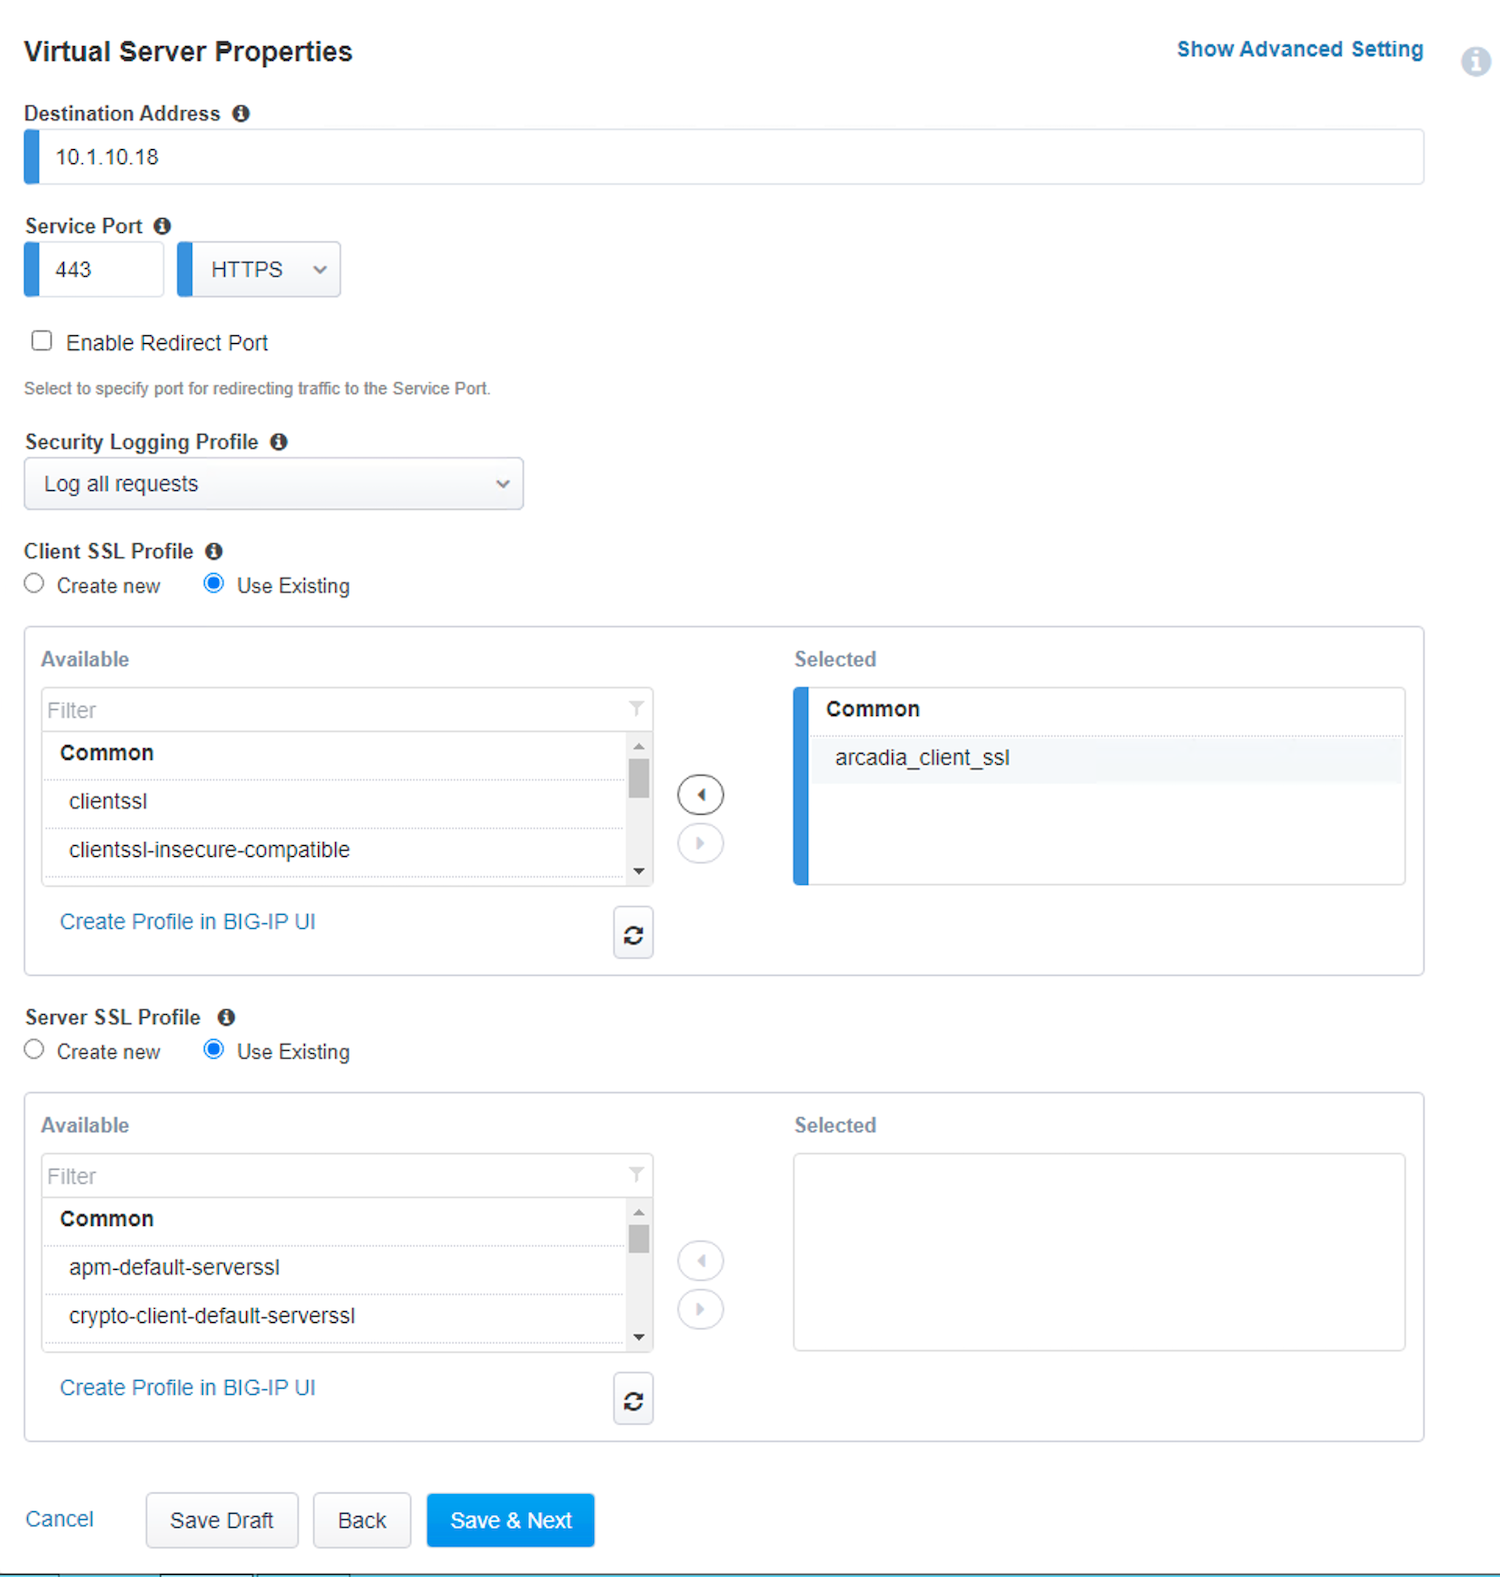 Virtual Server Properties
Show Advanced Setting
Destination Address
10.1.10.18
Service Port
443 HTTPS
Enable Redirect Port
Select to specify port for redirecting traffic to the Service Port.
Security Logging Profile
Log all requests
Client SSL Profile
Create new Use Existing
Available Selected
Filter
Common
clientssl
clientssl-insecure-compatible
Common
arcadia_client_ssl
Create Profile in BIG-IP UI
Server SSL Profile
Create new Use Existing
Available Selected
Filter
Common
apm-default-serverssl
crypto-client-default-serverssl
Create Profile in BIG-IP UI
Cancel Save Draft Back Save & Next